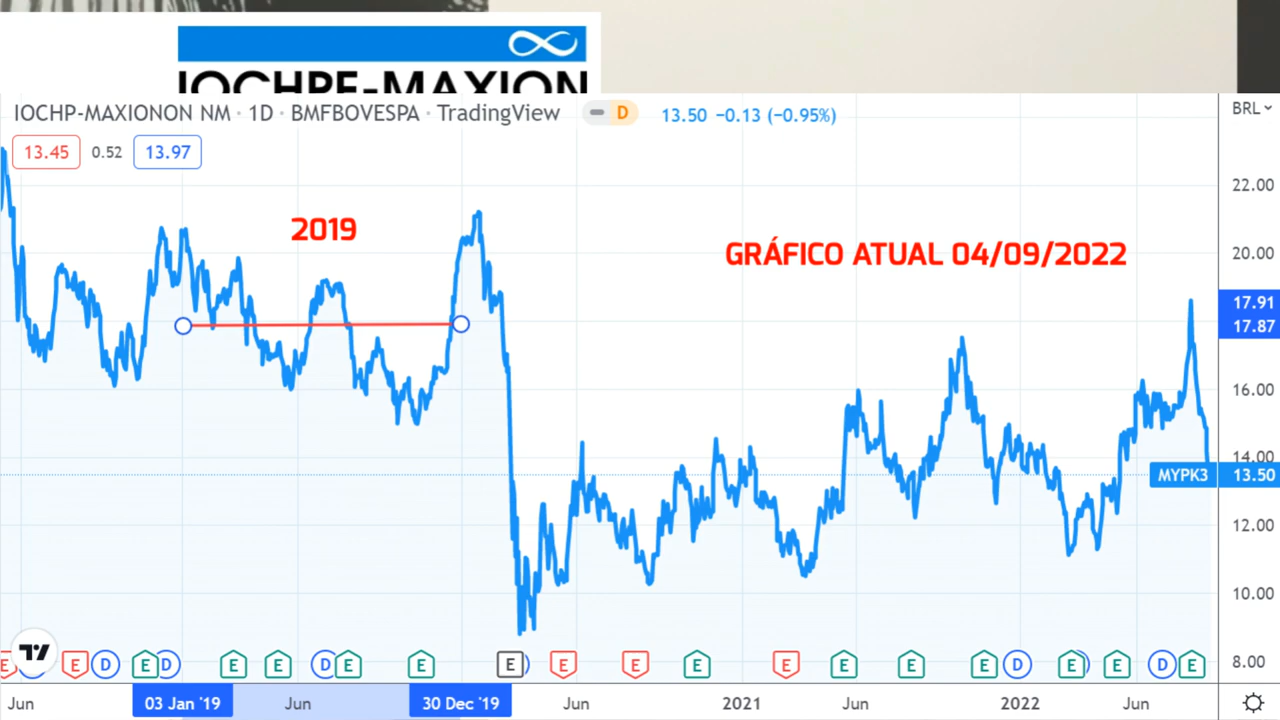 IOCHPE-MAXION
IOCHP-MAXIONON NM · 1D · BMFBOVESPA · TradingView
D
13.50 −0.13 (−0.95%)
BRL
13.45 0.52 13.97
22.00
2019
GRÁFICO ATUAL 04/09/2022
20.00
17.91
17.87
16.00
14.00
MYPK3 13.50
12.00
10.00
8.00
E E D E D E E D E E E E E E E E E E D E E D E
Jun 03 Jan '19 Jun 30 Dec '19 Jun 2021 Jun 2022 Jun